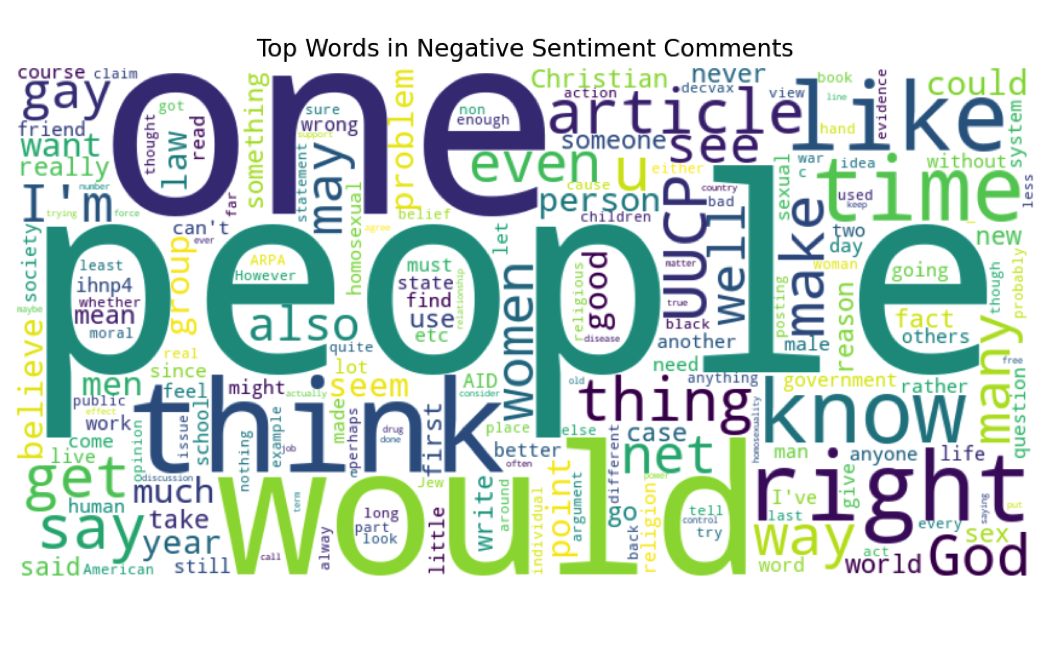 Top Words in Negative Sentiment Comments
course
claim
gay
friend
want
really
I'm
number
trying
force
society
maybe
one
got
thought
law
read
something
sure
wrong
support
statement
may
homosexual
problem
belief
agree
can't
far
ever
Christian
action
non
enough
even
cause
article
someone
u
either
person
children
never
decvax
see
country
bad
UUCP
well
view
book
line
like
hand
evidence
could
system
war
c
idea
without
sexual
time
less
used
keep
make
two
day
new
people
least
ihnp4
whether
mean
moral
group
ARPA
However
also
quite
must
state
find
use
etc
let
relationship
women
religious
good
disease
matter
true
black
another
posting
woman
male
reason
going
fact
others
though
probably
many
free
question
believe
men
public
effect
work
real
since
feel
think
might
actually
lot
seem
made
AID
consider
first
place
better
often
old
thing
else
need
anything
government
rather
know
homosexuality
come
live
opinion
issue
school
nothing
example
job
perhaps
drug
done
case
net
man
anyone
life
get
discussion
human
much
say
take
year
said
American
still
would
term
call
alway
long
part
look
Jew
little
write
around
individual
point
argument
different
go
back
religion
power
tell
control
try
right
I've
last
give
way
word
every
act
world
saying
put
sex
God